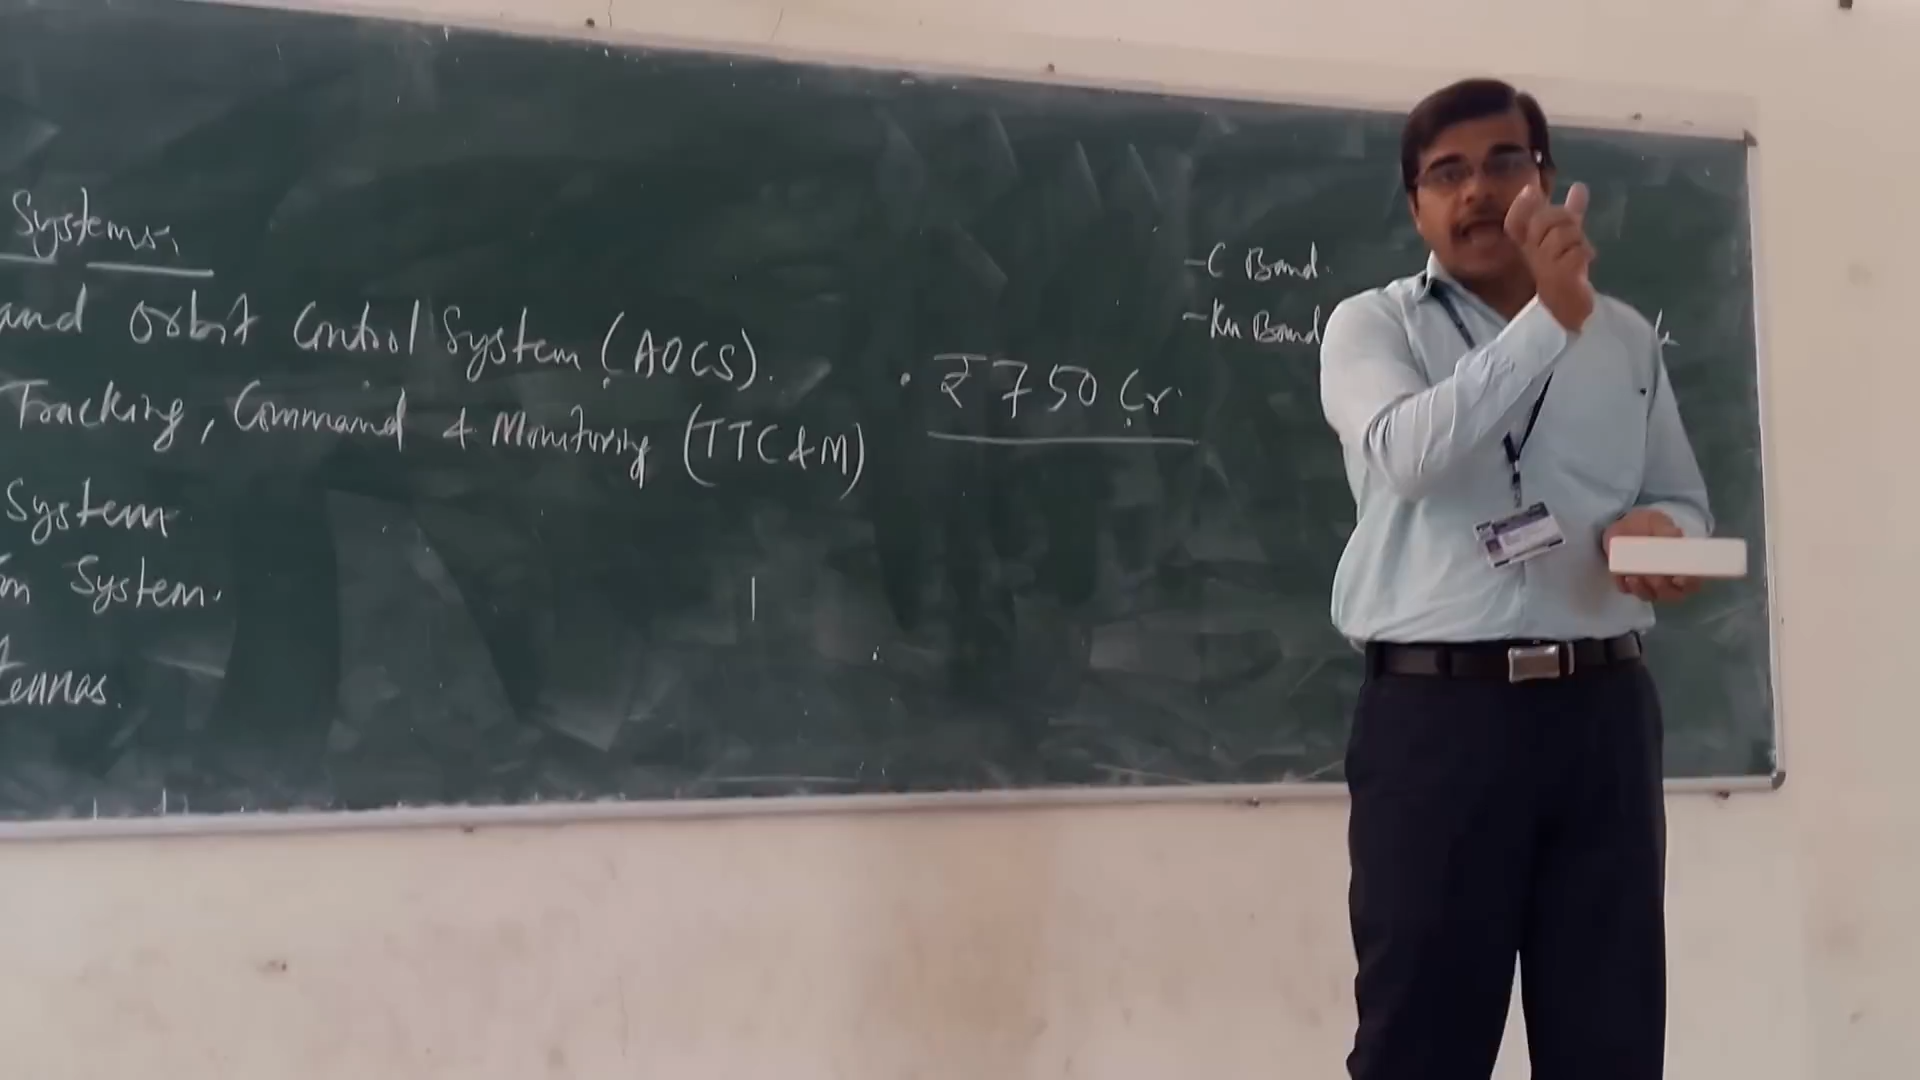 Systems:
and Orbit Control System (AOCS).
Tracking, Command & Monitoring (TTC&M)
System
System.
tennas.
- C Band.
- Ku Band
• ₹750 Cr.